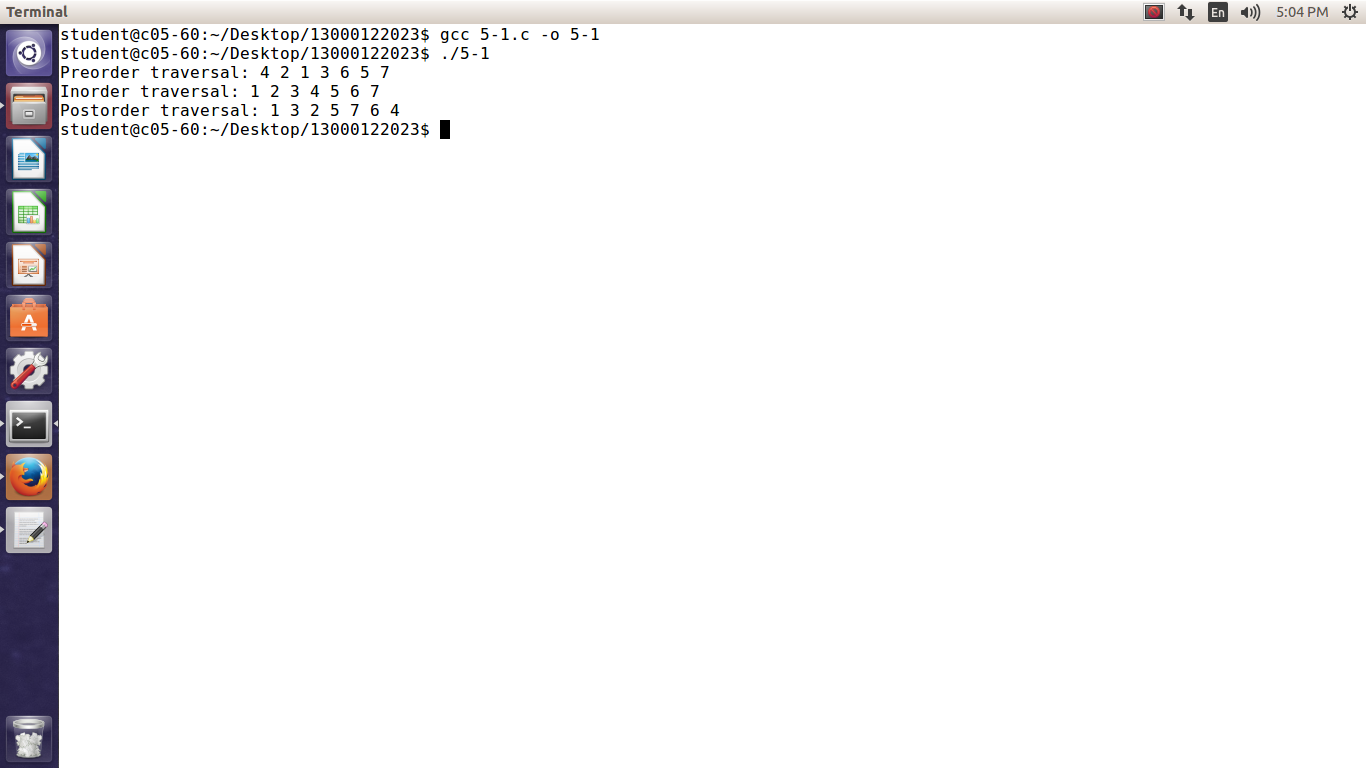 Terminal
En
5:04 PM
student@c05-60:~/Desktop/13000122023$ gcc 5-1.c -o 5-1
student@c05-60:~/Desktop/13000122023$ ./5-1
Preorder traversal: 4 2 1 3 6 5 7
Inorder traversal: 1 2 3 4 5 6 7
Postorder traversal: 1 3 2 5 7 6 4
student@c05-60:~/Desktop/13000122023$